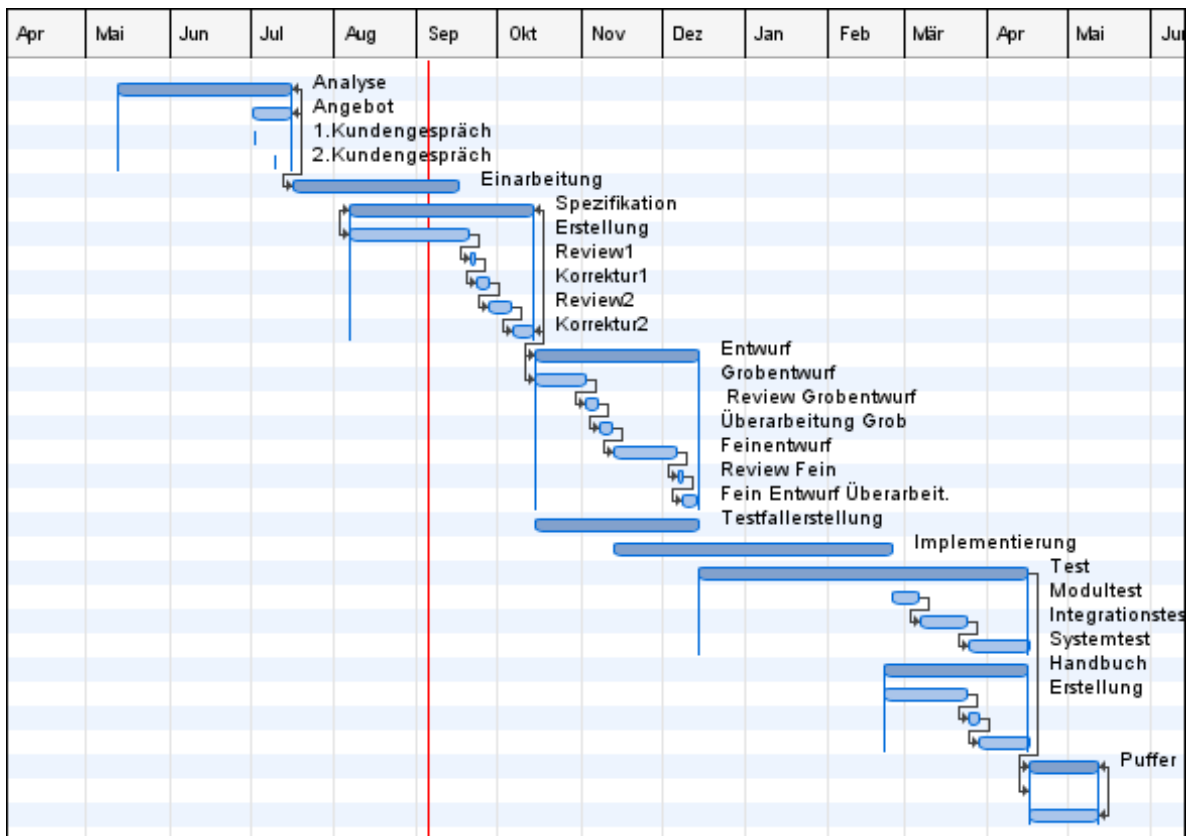 Apr Mai Jun Jul Aug Sep Okt Nov Dez Jan Feb Mär Apr Mai Ju
Analyse
Angebot
1.Kundengespräch
2.Kundengespräch
Einarbeitung
Spezifikation
Erstellung
Review1
Korrektur1
Review2
Korrektur2
Entwurf
Grobentwurf
Review Grobentwurf
Überarbeitung Grob
Feinentwurf
Review Fein
Fein Entwurf Überarbeit.
Testfallerstellung
Implementierung
Test
Modultest
Integrationstes
Systemtest
Handbuch
Erstellung
Puffer